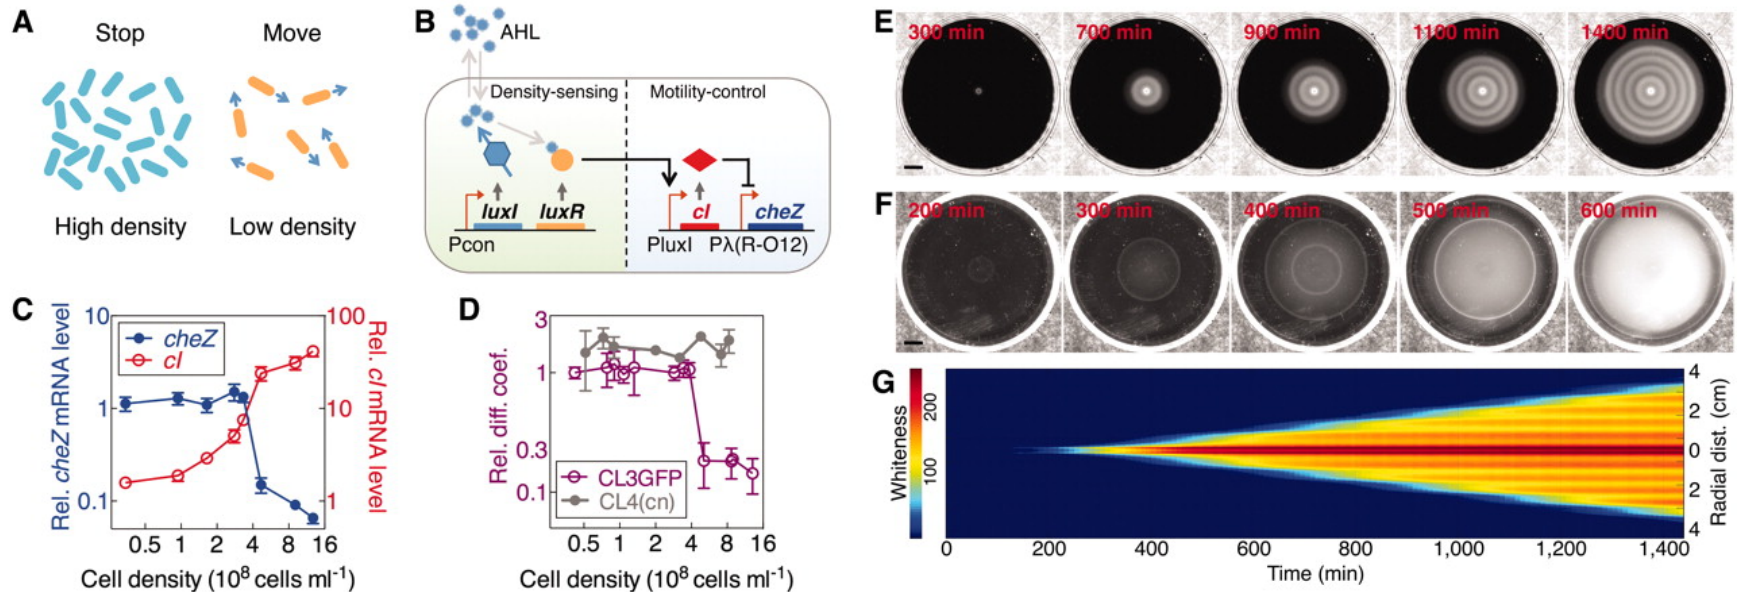 A
Stop
Move
High density
Low density
B
AHL
Density-sensing
Motility-control
luxI
luxR
cI
cheZ
Pcon
PluxI
Pλ(R-O12)
C
Rel. cheZ mRNA level
10
1
0.1
cheZ
cI
100
10
1
Rel. cI mRNA level
0.5 1 2 4 8 16
Cell density (10⁸ cells ml⁻¹)
D
Rel. diff. coef.
3
1
0.3
0.1
CL3GFP
CL4(cn)
0.5 1 2 4 8 16
Cell density (10⁸ cells ml⁻¹)
E
300 min
700 min
900 min
1100 min
1400 min
F
200 min
300 min
400 min
500 min
600 min
G
Whiteness
200
100
4
2
0
2
4
Radial dist. (cm)
0 200 400 600 800 1,000 1,200 1,400
Time (min)